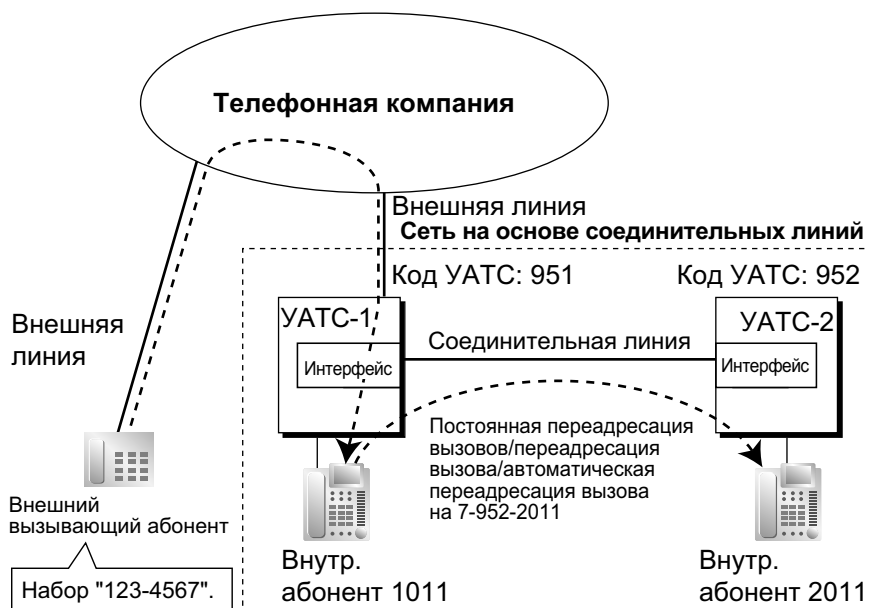 Телефонная компания
Внешняя линия
Сеть на основе соединительных линий
Код УАТС: 951
Код УАТС: 952
УАТС-1
УАТС-2
Внешняя
линия
Соединительная линия
Интерфейс
Интерфейс
Постоянная переадресация
вызовов/переадресация
вызова/автоматическая
переадресация вызова
на 7-952-2011
Внешний
вызывающий абонент
Набор "123-4567".
Внутр.
абонент 1011
Внутр.
абонент 2011